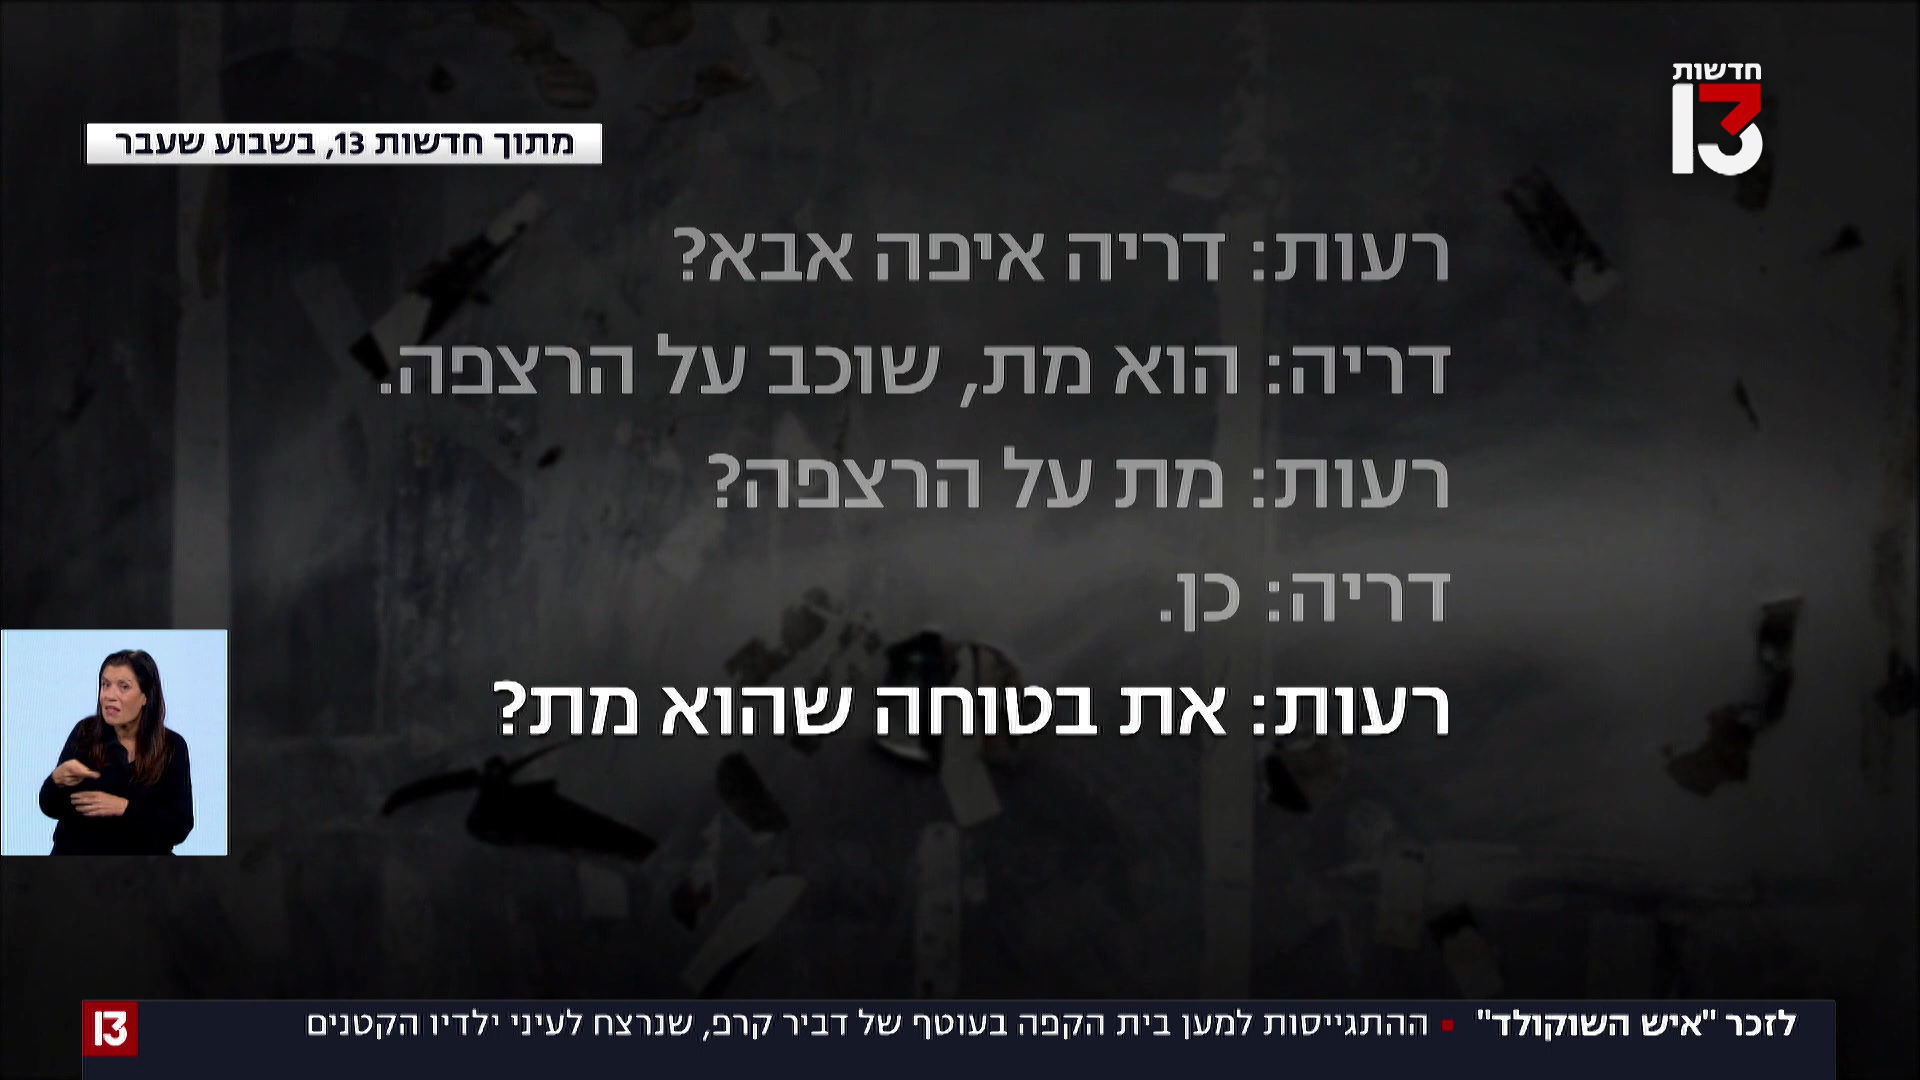 חדשות
13
מתוך חדשות 13, בשבוע שעבר
רעות: דריה איפה אבא?
דריה: הוא מת, שוכב על הרצפה.
רעות: מת על הרצפה?
דריה: כן.
רעות: את בטוחה שהוא מת?
לזכר "איש השוקולד" ▪ ההתגייסות למען בית הקפה בעוטף של דביר קרפ, שנרצח לעיני ילדיו הקטנים
13